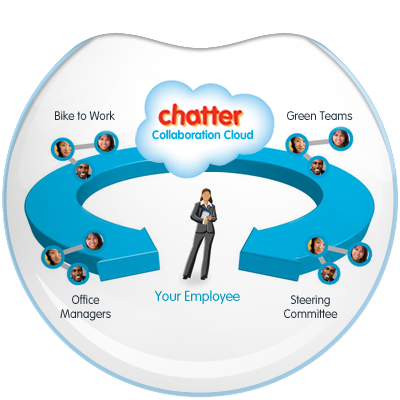 chatter
Collaboration Cloud
Bike to Work
Green Teams
Your Employee
Office
Managers
Steering
Committee